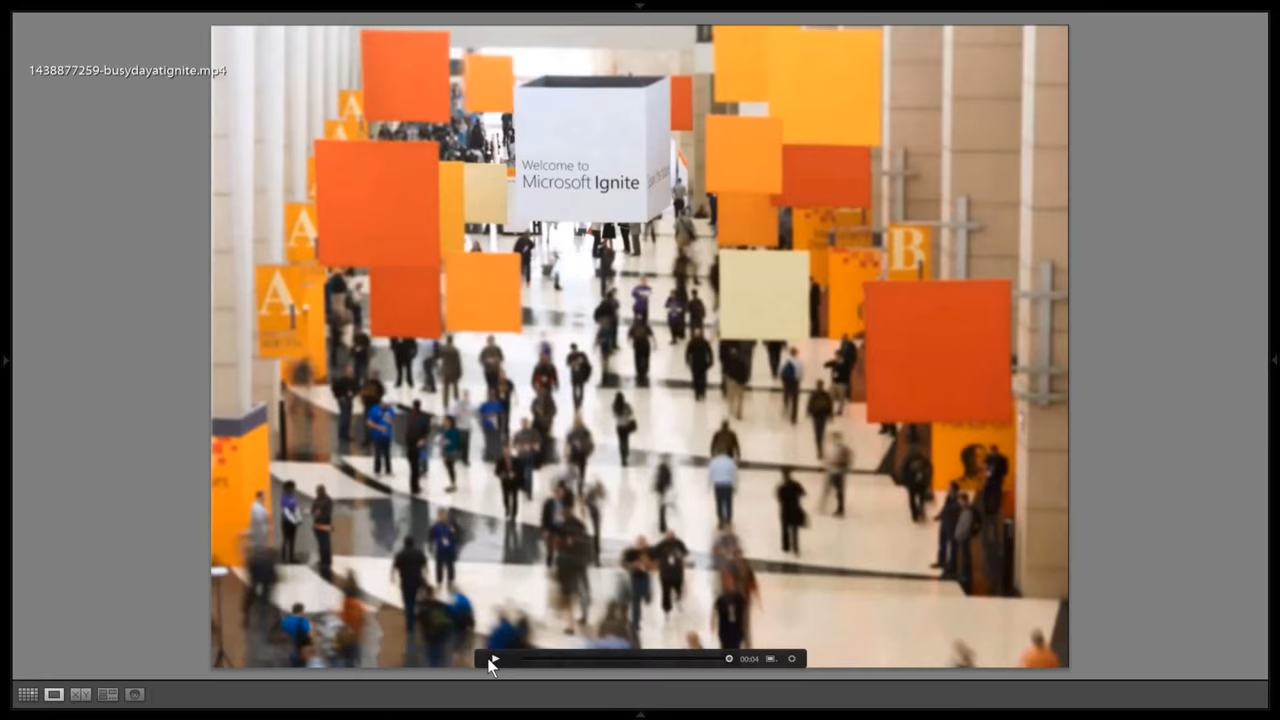 1438877259-busydayatignite.mp4
A
A
Welcome to
Microsoft Ignite
A
B
A.
00:04
X Y